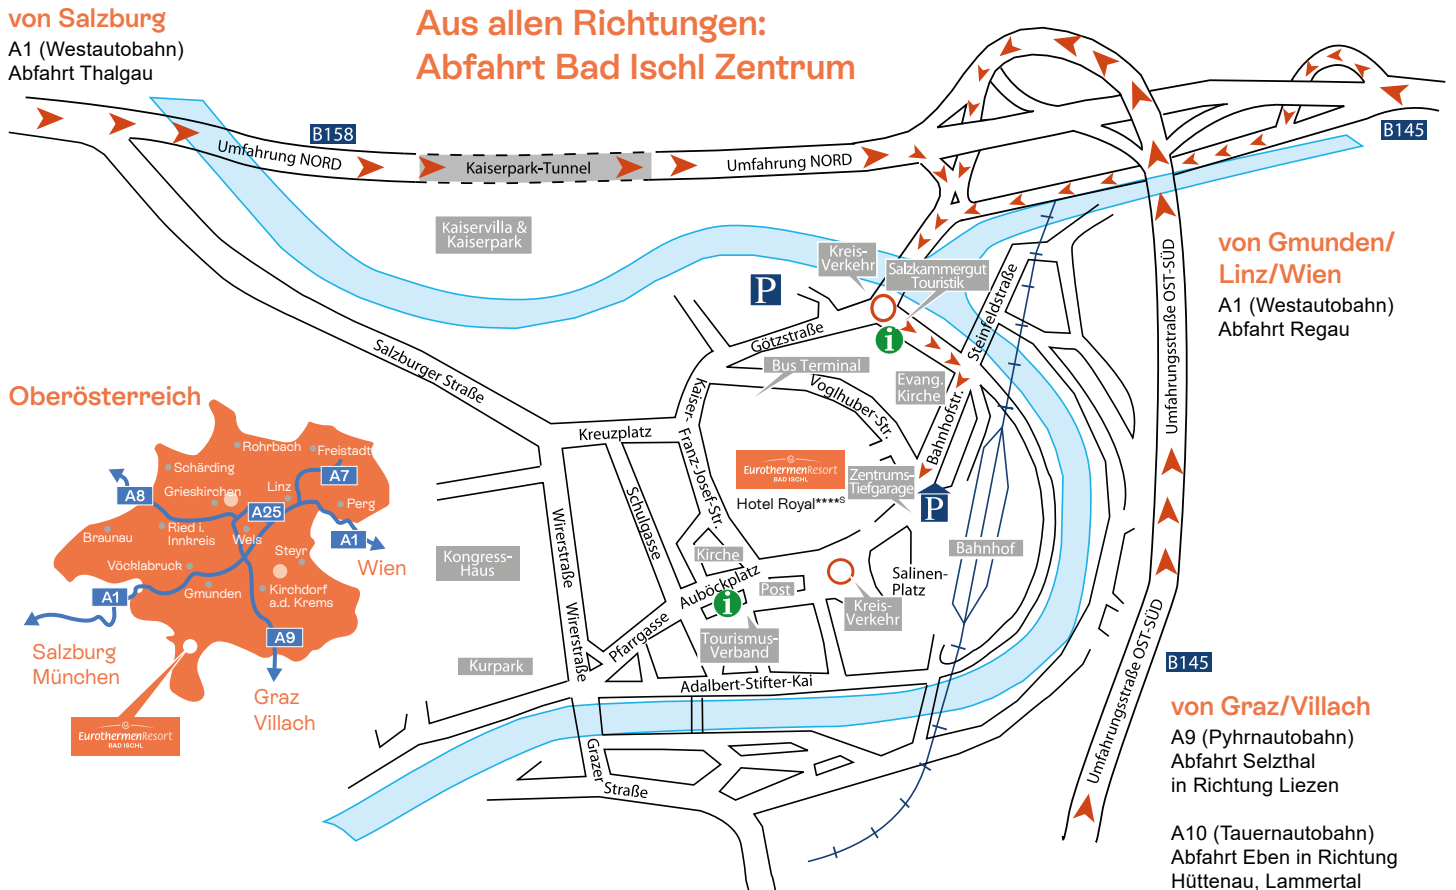 von Salzburg
A1 (Westautobahn)
Abfahrt Thalgau
Aus allen Richtungen:
Abfahrt Bad Ischl Zentrum
B158
Umfahrung NORD
Kaiserpark-Tunnel
Umfahrung NORD
B145
Kaiservilla &
Kaiserpark
Kreis-
Verkehr
Salzkammergut
Touristik
P
i
von Gmunden/
Linz/Wien
A1 (Westautobahn)
Abfahrt Regau
Umfahrungsstraße OST-SÜD
Steinfeldstraße
Götzstraße
Bus Terminal
Voglhuber-Str.
Evang.
Kirche
Bahnhofstr.
Salzburger Straße
Kaiser-
Franz-Josef-Str.
Kreuzplatz
EurothermenResort
BAD ISCHL
Hotel Royal****S
Zentrums-
Tiefgarage
P
Schulgasse
Wirerstraße
Wirerstraße
Kongress-
Haus
Kirche
Auböckplatz
i
Post
Kreis-
Verkehr
Salinen-
Platz
Bahnhof
Pfarrgasse
Tourismus-
Verband
Kurpark
Adalbert-Stifter-Kai
Grazer
Straße
Umfahrungsstraße OST-SÜD
B145
von Graz/Villach
A9 (Pyhrnautobahn)
Abfahrt Selzthal
in Richtung Liezen
A10 (Tauernautobahn)
Abfahrt Eben in Richtung
Hüttenau, Lammertal
Oberösterreich
Rohrbach
Freistadt
Schärding
A7
A8
Grieskirchen
Linz
A25
Perg
Braunau
Ried i.
Innkreis
Wels
A1
Steyr
Wien
Vöcklabruck
A1
Gmunden
Kirchdorf
a.d. Krems
A9
Salzburg
München
Graz
Villach
EurothermenResort
BAD ISCHL